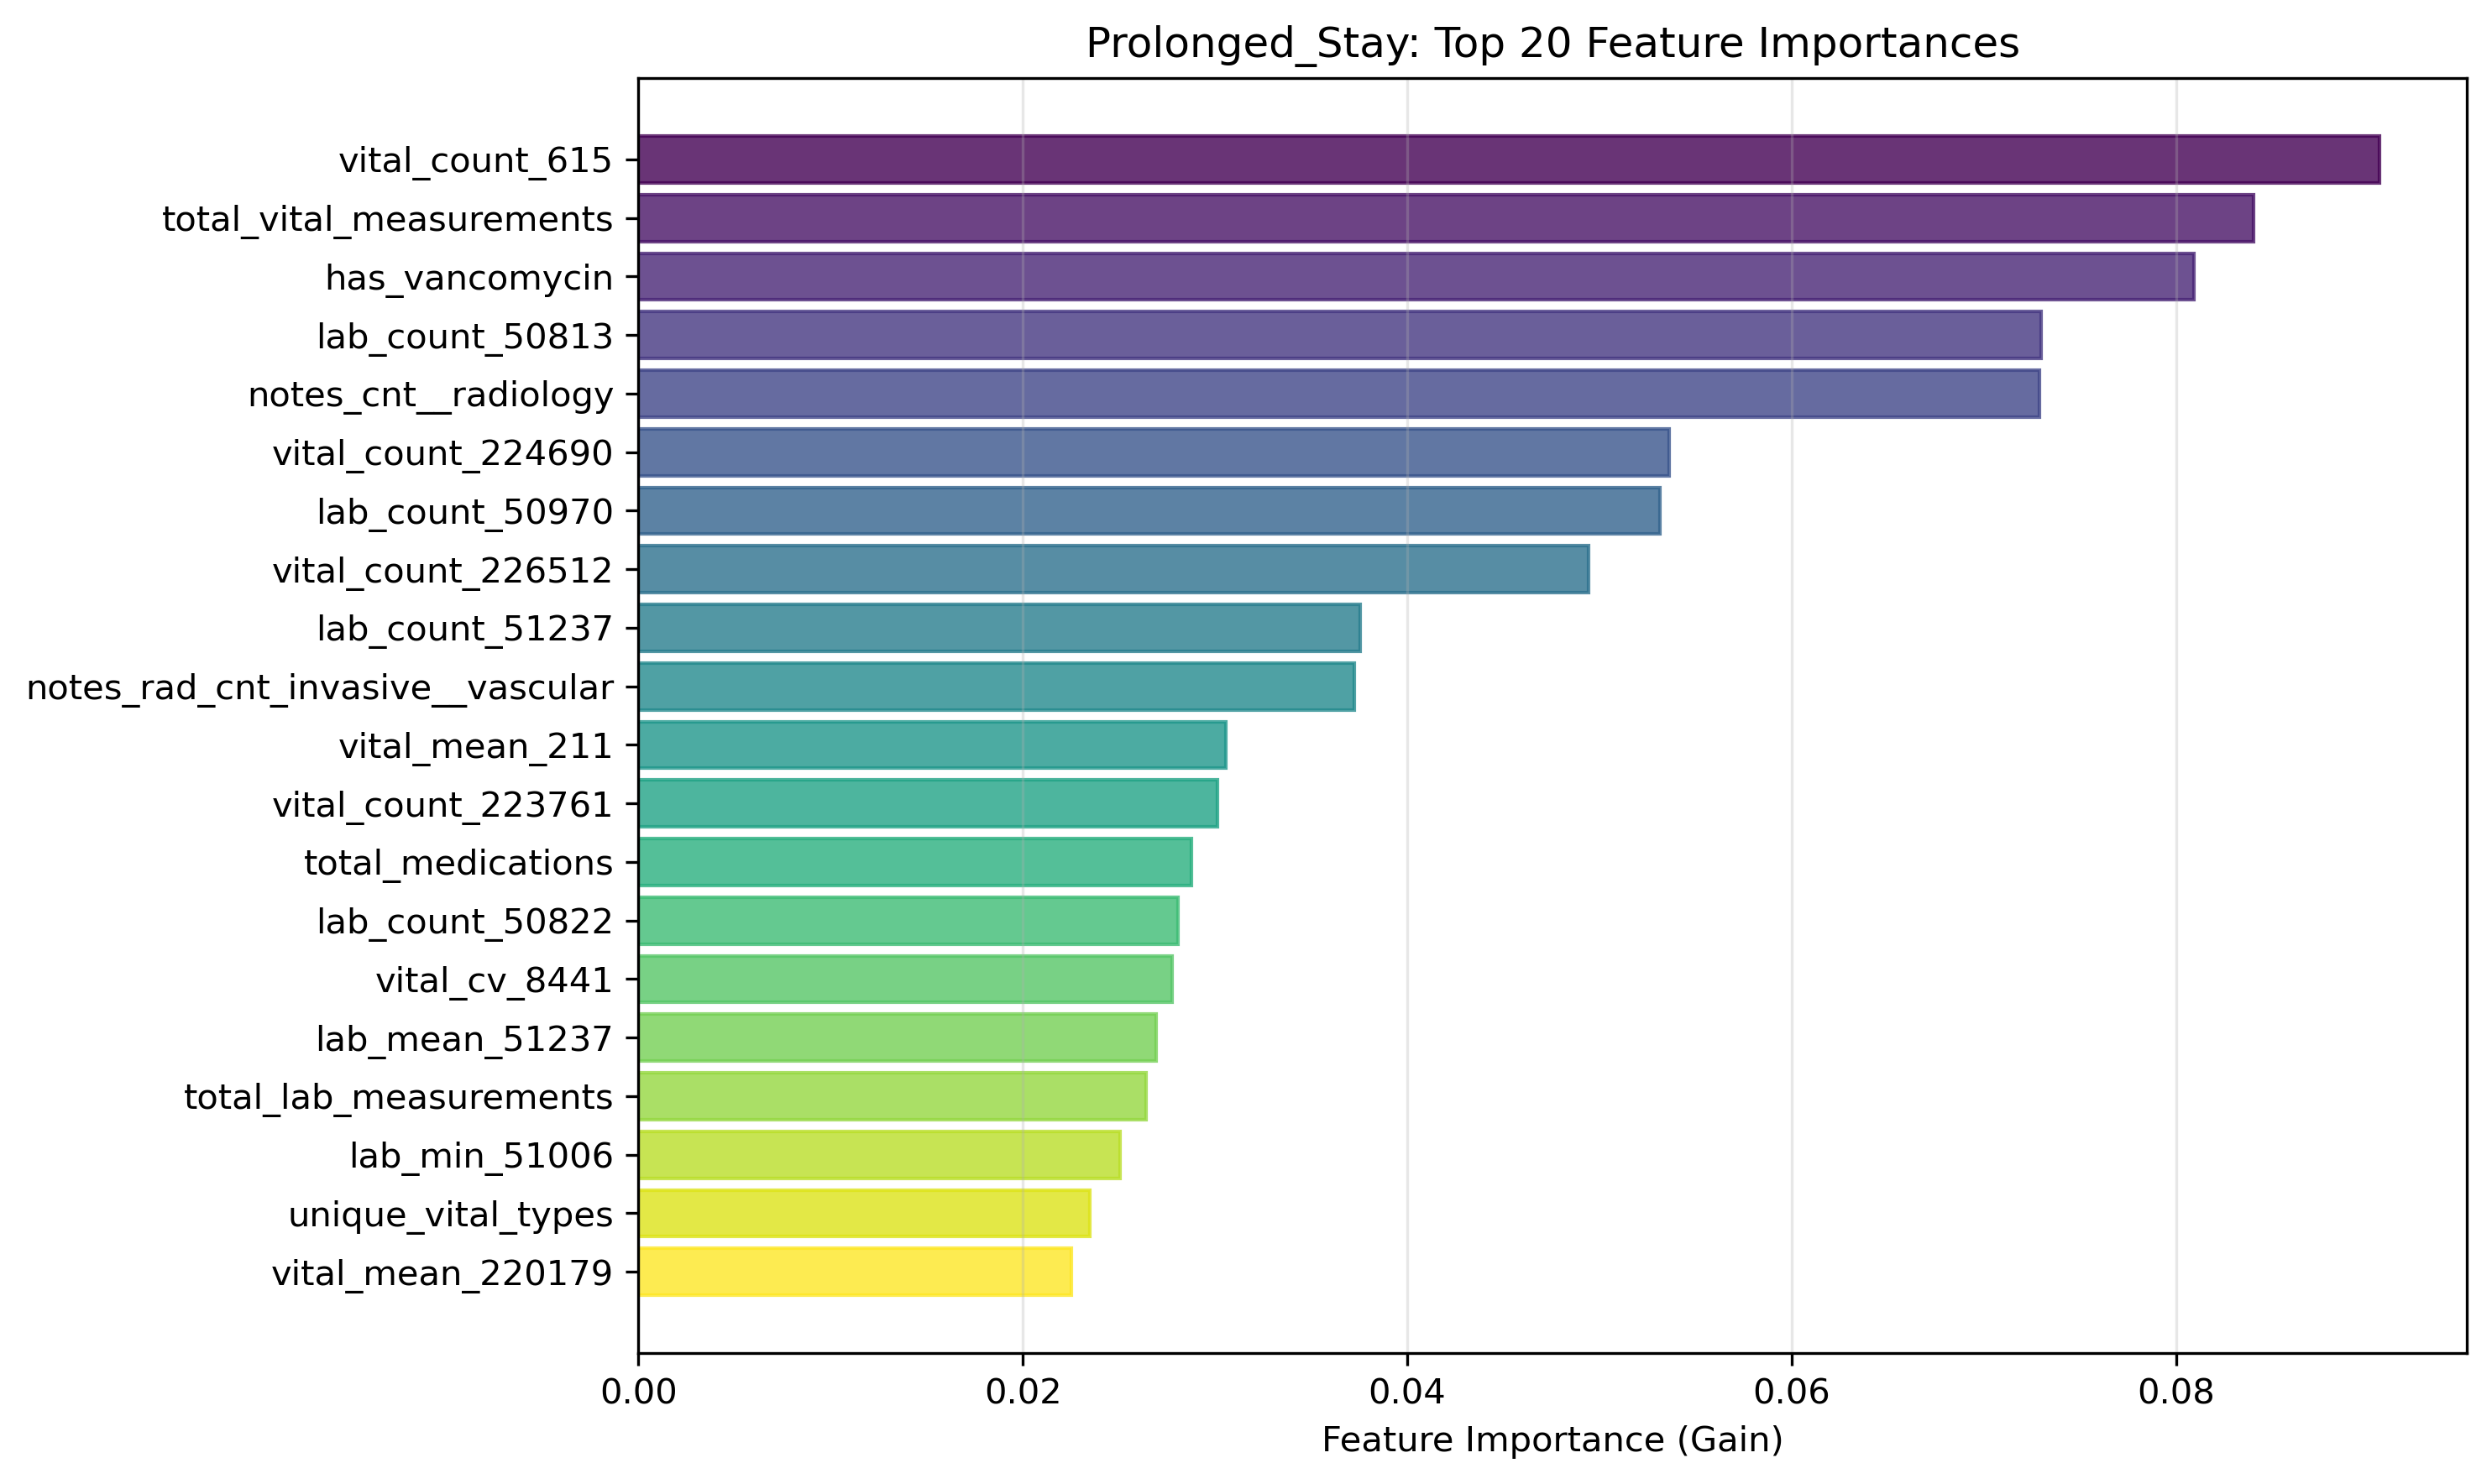 Prolonged_Stay: Top 20 Feature Importances
vital_count_615
total_vital_measurements
has_vancomycin
lab_count_50813
notes_cnt__radiology
vital_count_224690
lab_count_50970
vital_count_226512
lab_count_51237
notes_rad_cnt_invasive__vascular
vital_mean_211
vital_count_223761
total_medications
lab_count_50822
vital_cv_8441
lab_mean_51237
total_lab_measurements
lab_min_51006
unique_vital_types
vital_mean_220179
0.00 0.02 0.04 0.06 0.08
Feature Importance (Gain)